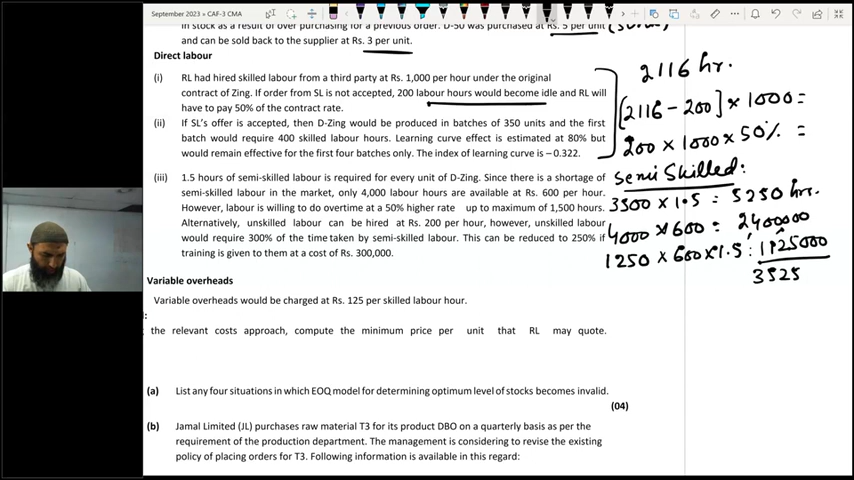 September 2023 × CAF-3 CMA
in stock as a result of over purchasing for a previous order. D-50 was purchased at Rs. 5 per unit
and can be sold back to the supplier at Rs. 3 per unit.
Direct labour
(i) RL had hired skilled labour from a third party at Rs. 1,000 per hour under the original
contract of Zing. If order from SL is not accepted, 200 labour hours would become idle and RL will
have to pay 50% of the contract rate.
(ii) If SL's offer is accepted, then D-Zing would be produced in batches of 350 units and the first
batch would require 400 skilled labour hours. Learning curve effect is estimated at 80% but
would remain effective for the first four batches only. The index of learning curve is – 0.322.
(iii) 1.5 hours of semi-skilled labour is required for every unit of D-Zing. Since there is a shortage of
semi-skilled labour in the market, only 4,000 labour hours are available at Rs. 600 per hour.
However, labour is willing to do overtime at a 50% higher rate up to maximum of 1,500 hours.
Alternatively, unskilled labour can be hired at Rs. 200 per hour, however, unskilled labour
would require 300% of the time taken by semi-skilled labour. This can be reduced to 250% if
training is given to them at a cost of Rs. 300,000.
Variable overheads
Variable overheads would be charged at Rs. 125 per skilled labour hour.
d:
the relevant costs approach, compute the minimum price per unit that RL may quote.
(a) List any four situations in which EOQ model for determining optimum level of stocks becomes invalid.
(04)
(b) Jamal Limited (JL) purchases raw material T3 for its product DBO on a quarterly basis as per the
requirement of the production department. The management is considering to revise the existing
policy of placing orders for T3. Following information is available in this regard:
2116 hr.
[2116 - 200] × 1000 =
200 × 1000 × 50% =
Semi Skilled:
3500 × 1.5 = 5250 hr.
4000 × 600 = 2400000
1250 × 600 × 1.5 : 1125000
3525